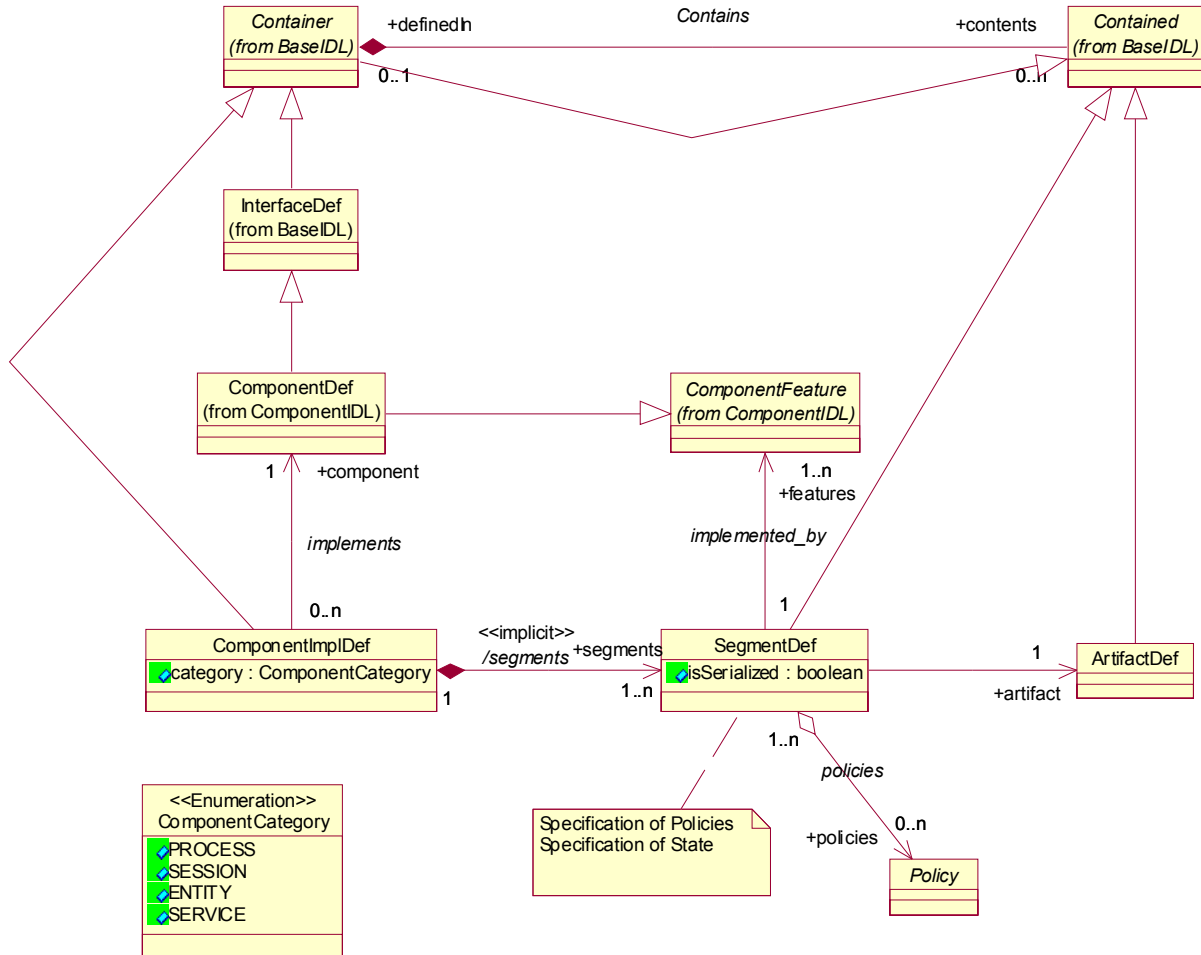 Container
(from BaseIDL)
+definedIn
Contains
+contents
Contained
(from BaseIDL)
0..1
0..n
InterfaceDef
(from BaseIDL)
ComponentDef
(from ComponentIDL)
ComponentFeature
(from ComponentIDL)
1
+component
1..n
+features
implements
implemented_by
0..n
1
ComponentImplDef
category : ComponentCategory
<<implicit>>
/segments
+segments
1
1..n
SegmentDef
isSerialized : boolean
1
+artifact
ArtifactDef
1..n
policies
0..n
+policies
Policy
<<Enumeration>>
ComponentCategory
PROCESS
SESSION
ENTITY
SERVICE
Specification of Policies
Specification of State